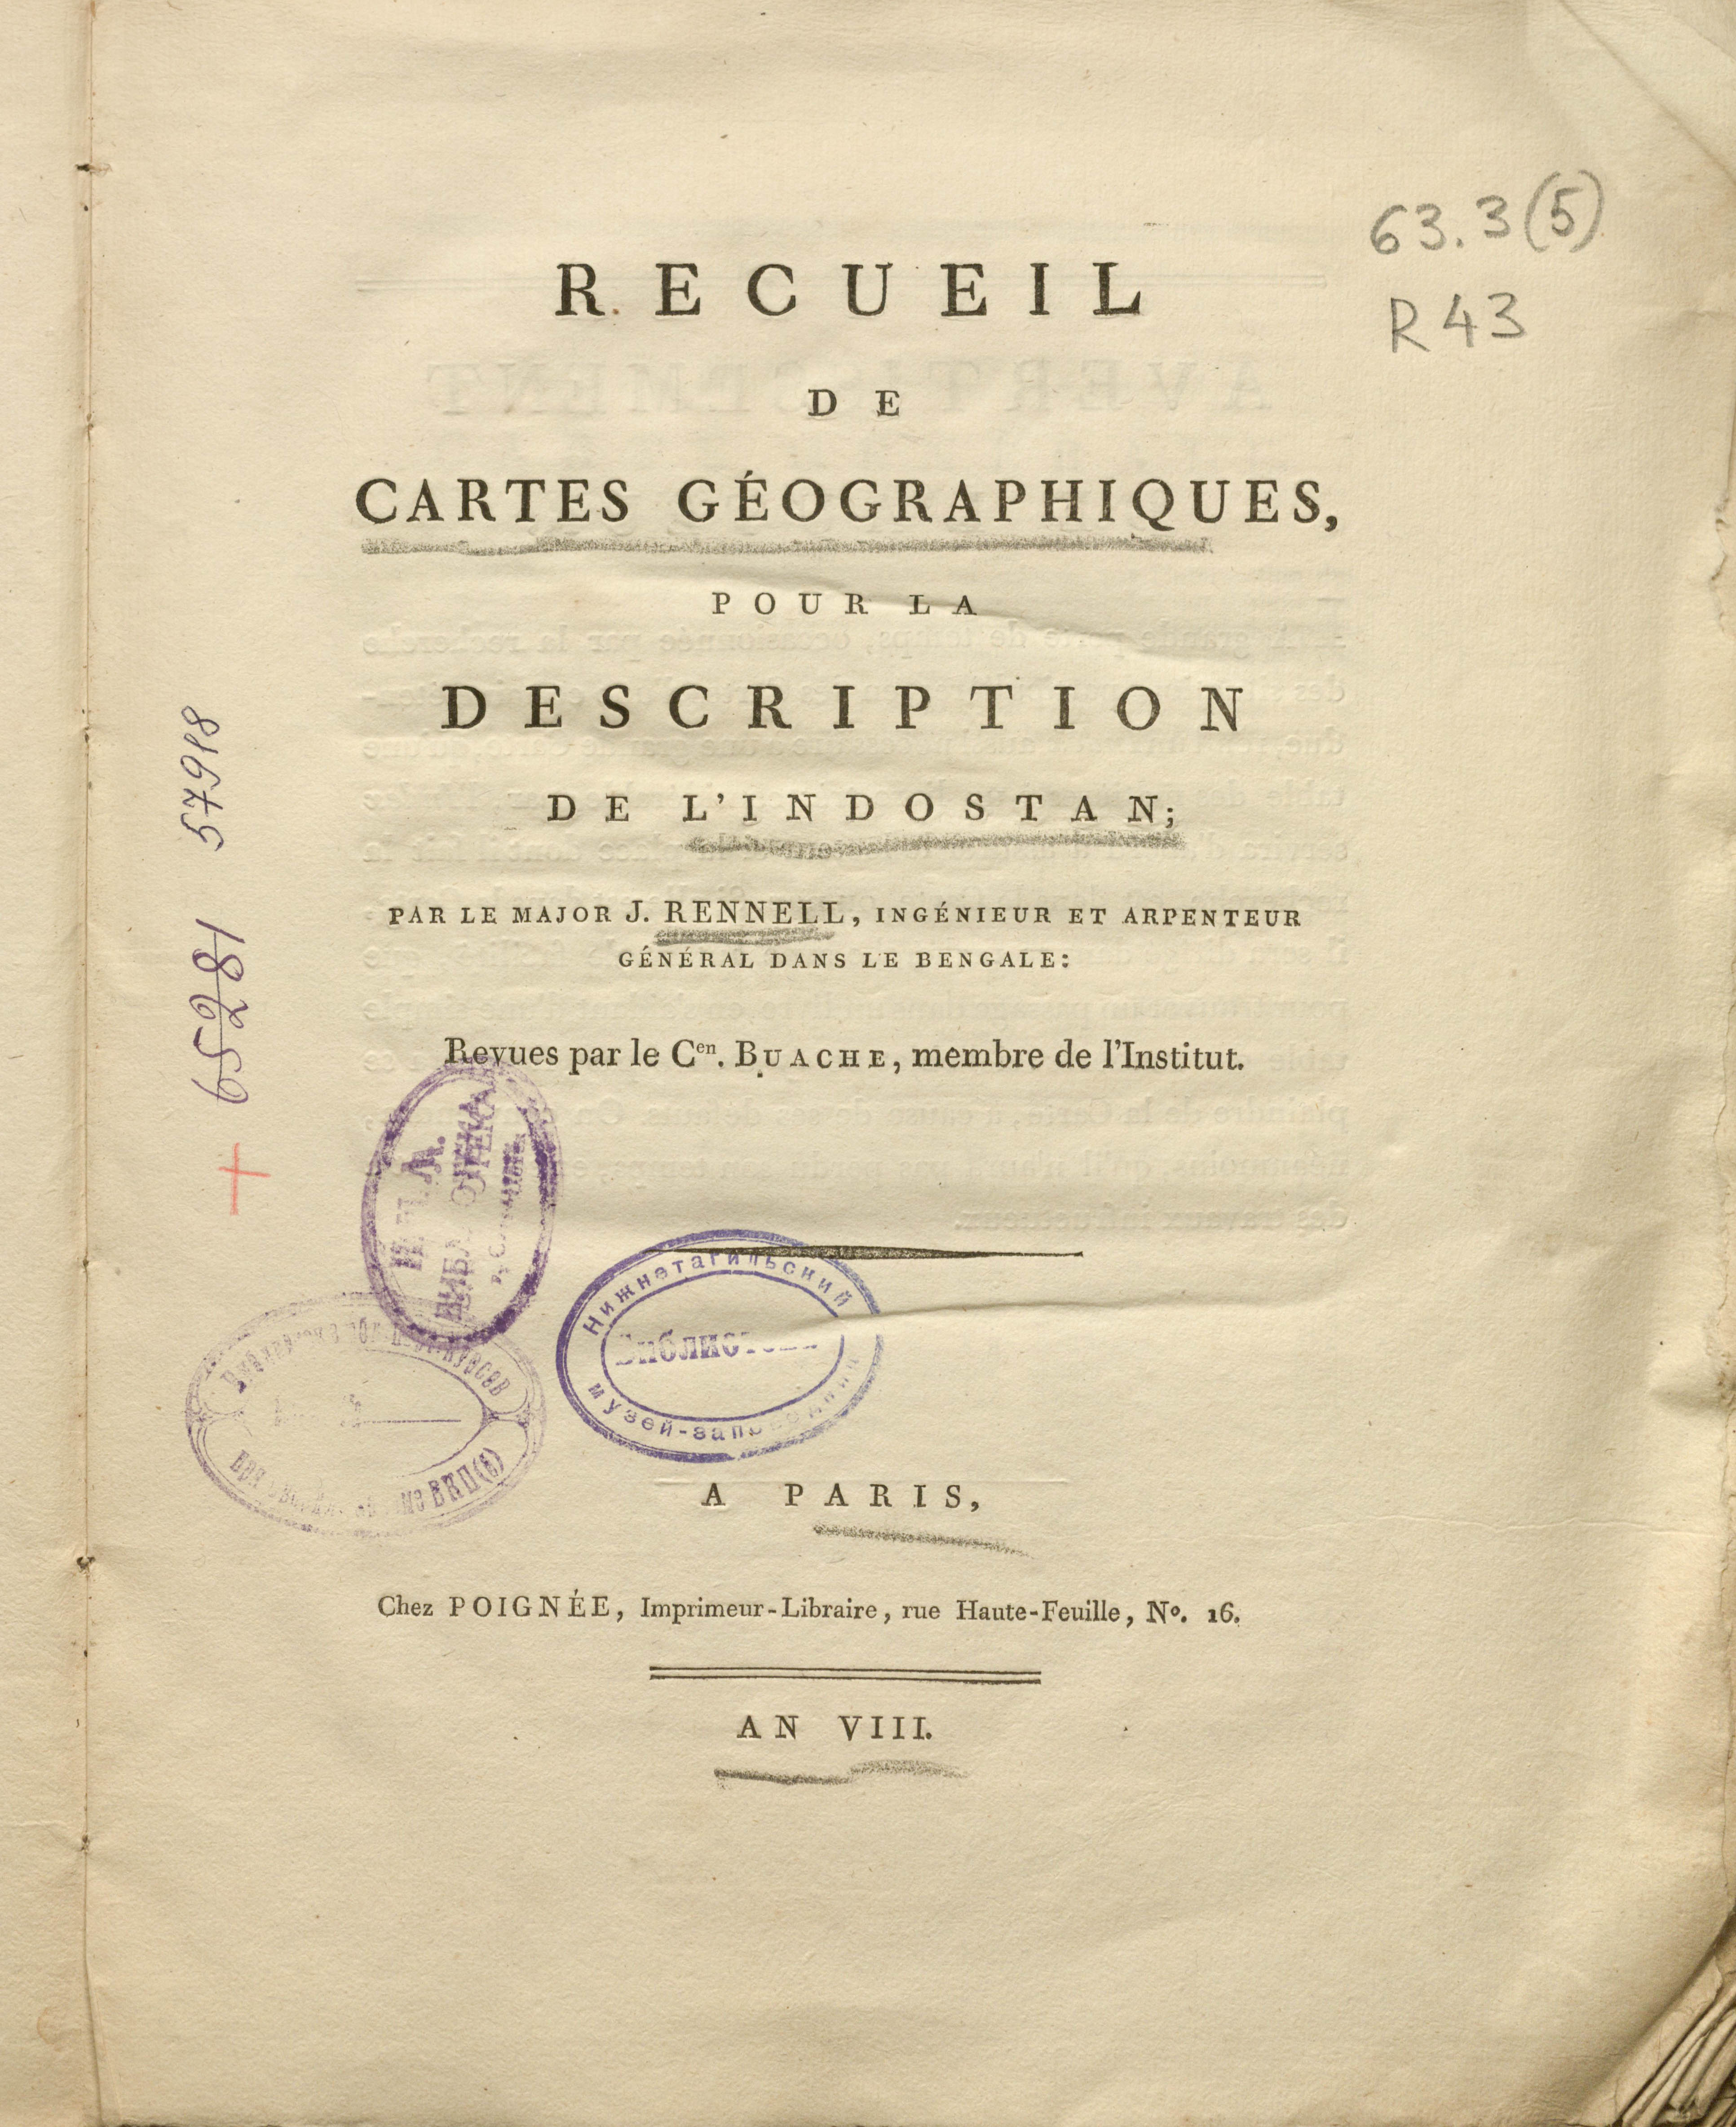 63.3(5)
R 43
RECUEIL
DE
CARTES GÉOGRAPHIQUES,
POUR LA
DESCRIPTION
DE L'INDOSTAN;
PAR LE MAJOR J. RENNELL, INGÉNIEUR ET ARPENTEUR
GÉNÉRAL DANS LE BENGALE:
Revues par le Cen. BUACHE, membre de l'Institut.
57918
65281
Нижнетагильский
Библиотека
музей-заповедник
ВКП(б)
A PARIS,
Chez POIGNÉE, Imprimeur-Libraire, rue Haute-Feuille, No. 16.
AN VIII.